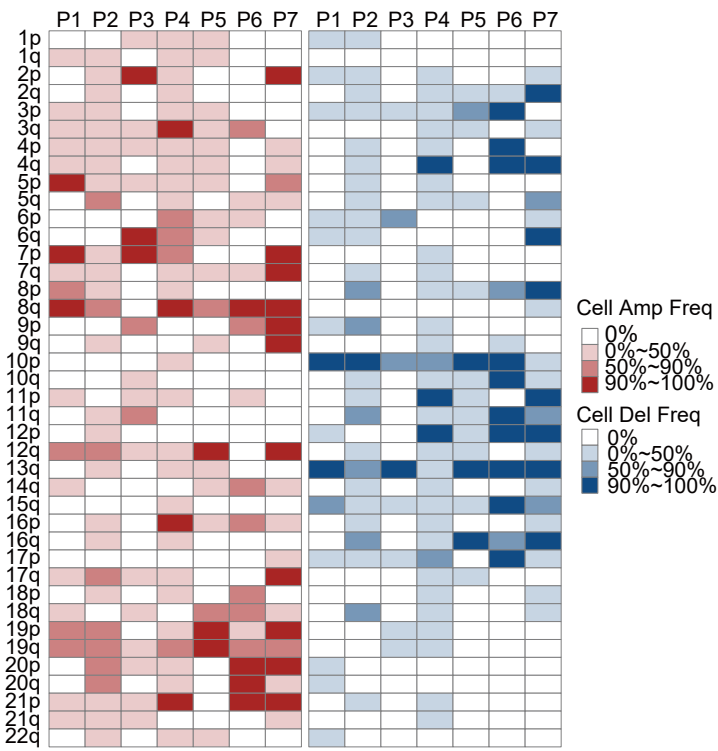 P1 P2 P3 P4 P5 P6 P7 P1 P2 P3 P4 P5 P6 P7
1p
1q
2p
2q
3p
3q
4p
4q
5p
5q
6p
6q
7p
7q
8p
8q
9p
9q
10p
10q
11p
11q
12p
12q
13q
14q
15q
16p
16q
17p
17q
18p
18q
19p
19q
20p
20q
21p
21q
22q
Cell Amp Freq
0%
0%~50%
50%~90%
90%~100%
Cell Del Freq
0%
0%~50%
50%~90%
90%~100%